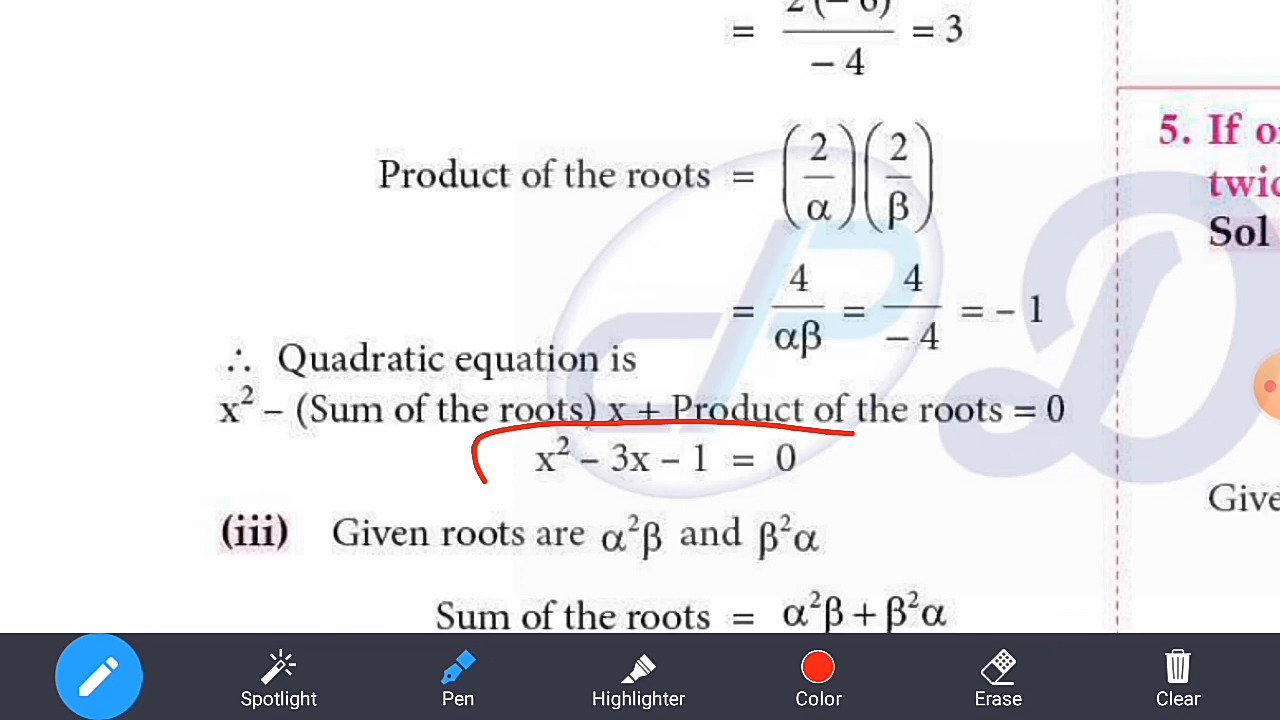 = 2(– 6) / – 4 = 3
5. If o
Product of the roots = (2/α)(2/β)
twic
Sol
= 4/αβ = 4/– 4 = – 1
∴ Quadratic equation is
x² – (Sum of the roots) x + Product of the roots = 0
x² – 3x – 1 = 0
Give
(iii) Given roots are α²β and β²α
Sum of the roots = α²β + β²α
Spotlight Pen Highlighter Color Erase Clear